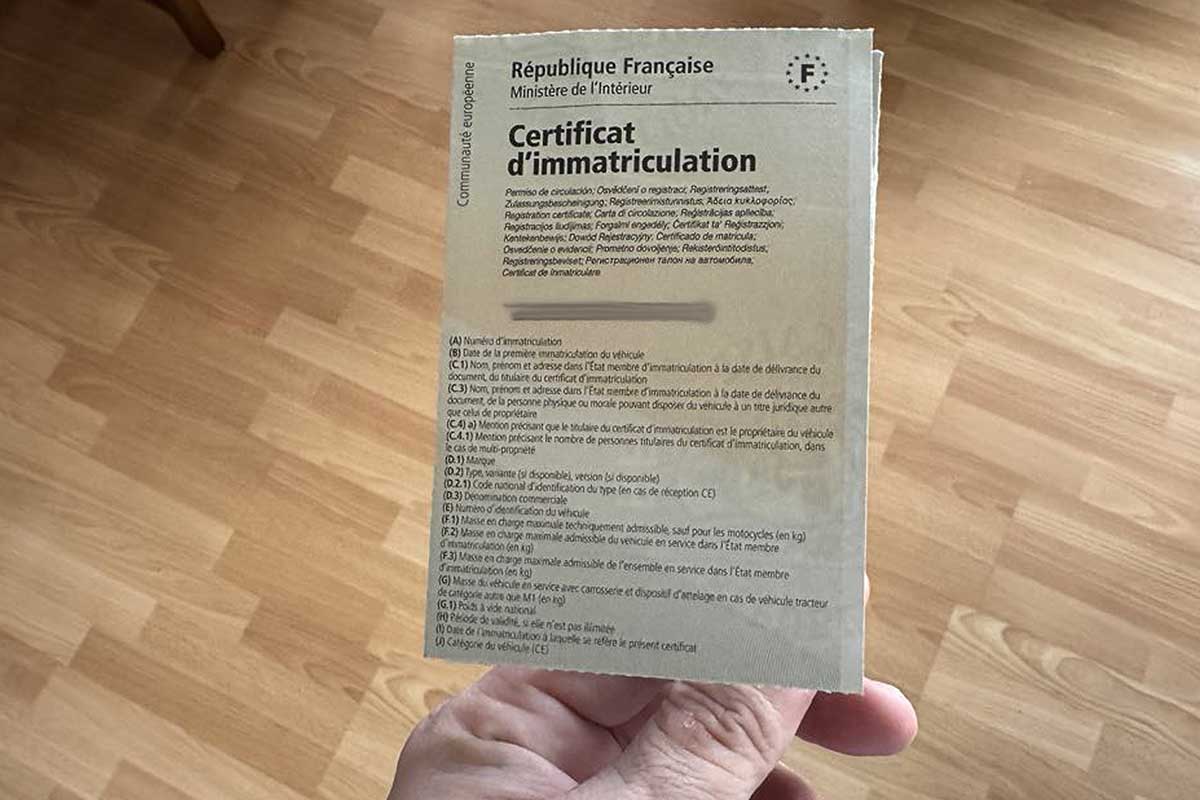 Communauté européenne
République Française
Ministère de l'Intérieur
F
Certificat
d'immatriculation
Permiso de circulación; Osvědčení o registraci; Registreringsattest;
Zulassungsbescheinigung; Registreerimistunnistus; Άδεια κυκλοφορίας;
Registration certificate; Carta di circolazione; Reģistrācijas apliecība;
Registracijos liudijimas; Forgalmi engedély; Ċertifikat ta' Reġistrazzjoni;
Kentekenbewijs; Dowód Rejestracyjny; Certificado de matrícula;
Osvedčenie o evidencii; Prometno dovoljenje; Rekisteröintitodistus;
Registreringsbeviset; Регистрационен талон на автомобила;
Certificat de înmatriculare
(A) Numéro d'immatriculation
(B) Date de la première immatriculation du véhicule
(C.1) Nom, prénom et adresse dans l'État membre d'immatriculation à la date de délivrance du
document, du titulaire du certificat d'immatriculation
(C.3) Nom, prénom et adresse dans l'État membre d'immatriculation à la date de délivrance du
document, de la personne physique ou morale pouvant disposer du véhicule à un titre juridique autre
que celui de propriétaire
(C.4) a) Mention précisant que le titulaire du certificat d'immatriculation est le propriétaire du véhicule
(C.4.1) Mention précisant le nombre de personnes titulaires du certificat d'immatriculation, dans
le cas de multi-propriété
(D.1) Marque
(D.2) Type, variante (si disponible), version (si disponible)
(D.2.1) Code national d'identification du type (en cas de réception CE)
(D.3) Dénomination commerciale
(E) Numéro d'identification du véhicule
(F.1) Masse en charge maximale techniquement admissible, sauf pour les motocycles (en kg)
(F.2) Masse en charge maximale admissible du véhicule en service dans l'État membre
d'immatriculation (en kg)
(F.3) Masse en charge maximale admissible de l'ensemble en service dans l'État membre
d'immatriculation (en kg)
(G) Masse du véhicule en service avec carrosserie et dispositif d'attelage en cas de véhicule tracteur
de catégorie autre que M1 (en kg)
(G.1) Poids à vide national
(H) Période de validité, si elle n'est pas illimitée
(I) Date de l'immatriculation à laquelle se réfère le présent certificat
(J) Catégorie du véhicule (CE)